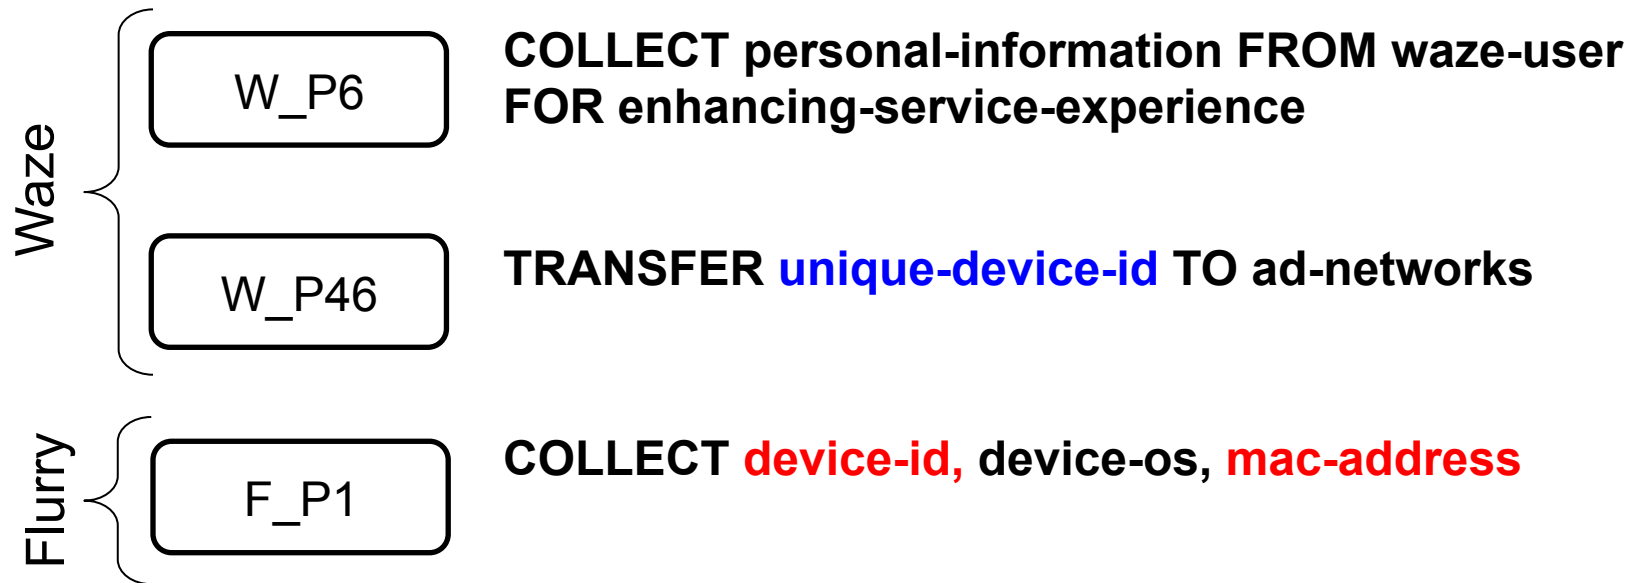 Waze
W_P6
COLLECT personal-information FROM waze-user
FOR enhancing-service-experience
W_P46
TRANSFER unique-device-id TO ad-networks
Flurry
F_P1
COLLECT device-id, device-os, mac-address